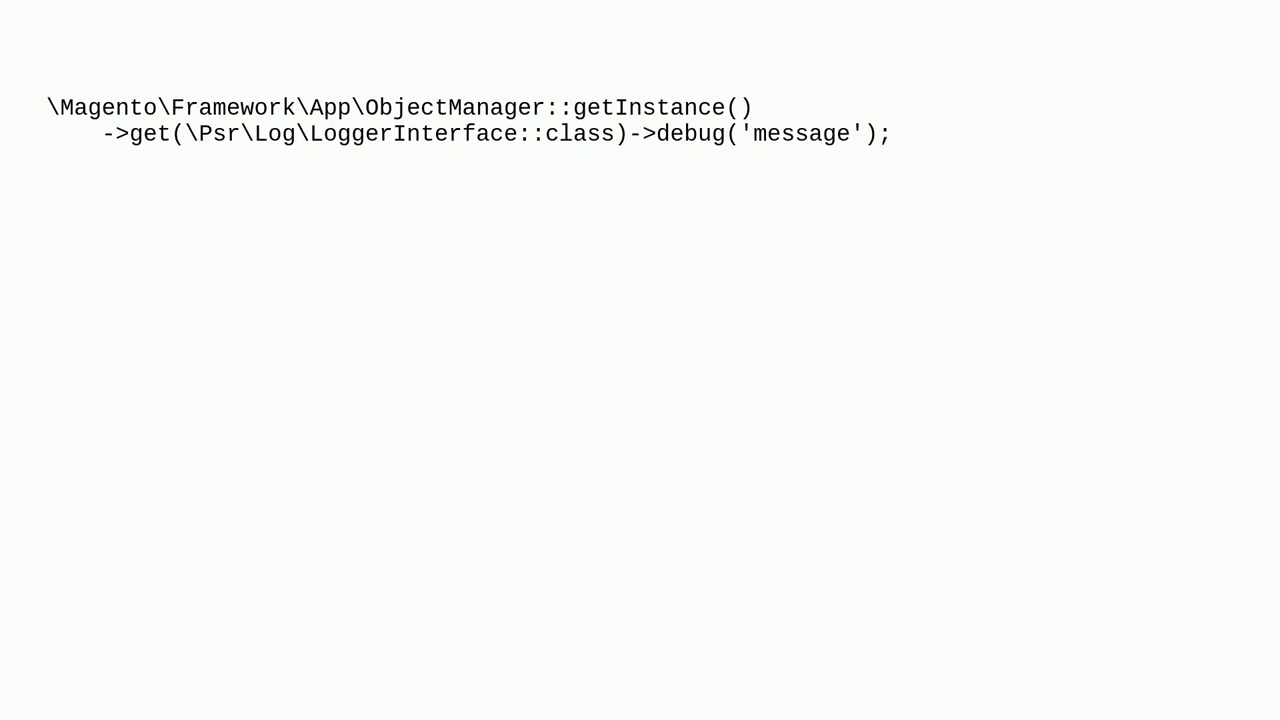 \Magento\Framework\App\ObjectManager::getInstance()
    ->get(\Psr\Log\LoggerInterface::class)->debug('message');